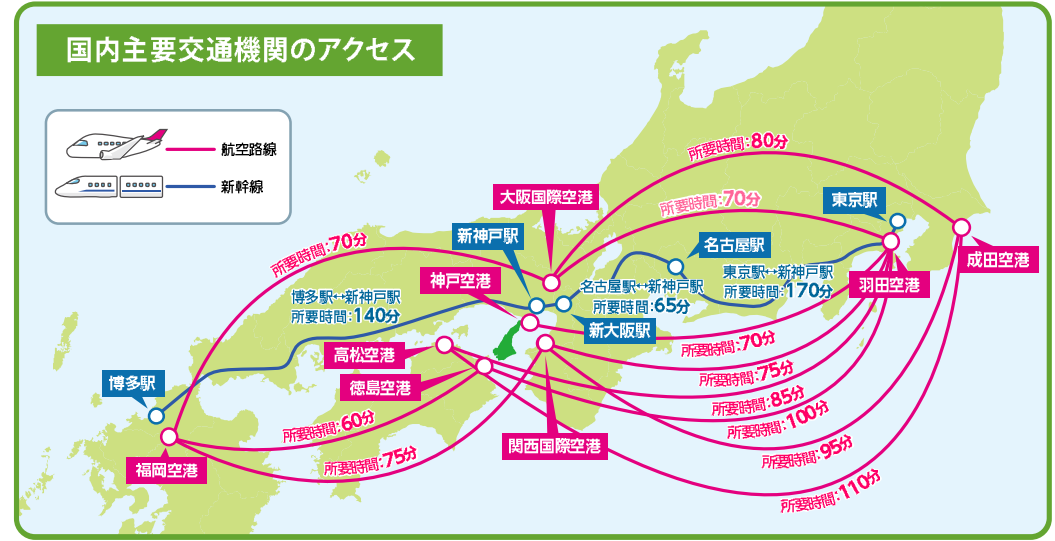 国内主要交通機関のアクセス
航空路線
新幹線
所要時間:80分
大阪国際空港
所要時間:70分
東京駅
新神戸駅
所要時間:70分
名古屋駅
成田空港
神戸空港
東京駅↔新神戸駅
所要時間:170分
羽田空港
名古屋駅↔新神戸駅
所要時間:65分
博多駅↔新神戸駅
所要時間:140分
新大阪駅
高松空港
所要時間:70分
博多駅
徳島空港
所要時間:75分
所要時間:85分
所要時間:60分
所要時間:100分
関西国際空港
所要時間:95分
福岡空港
所要時間:75分
所要時間:110分